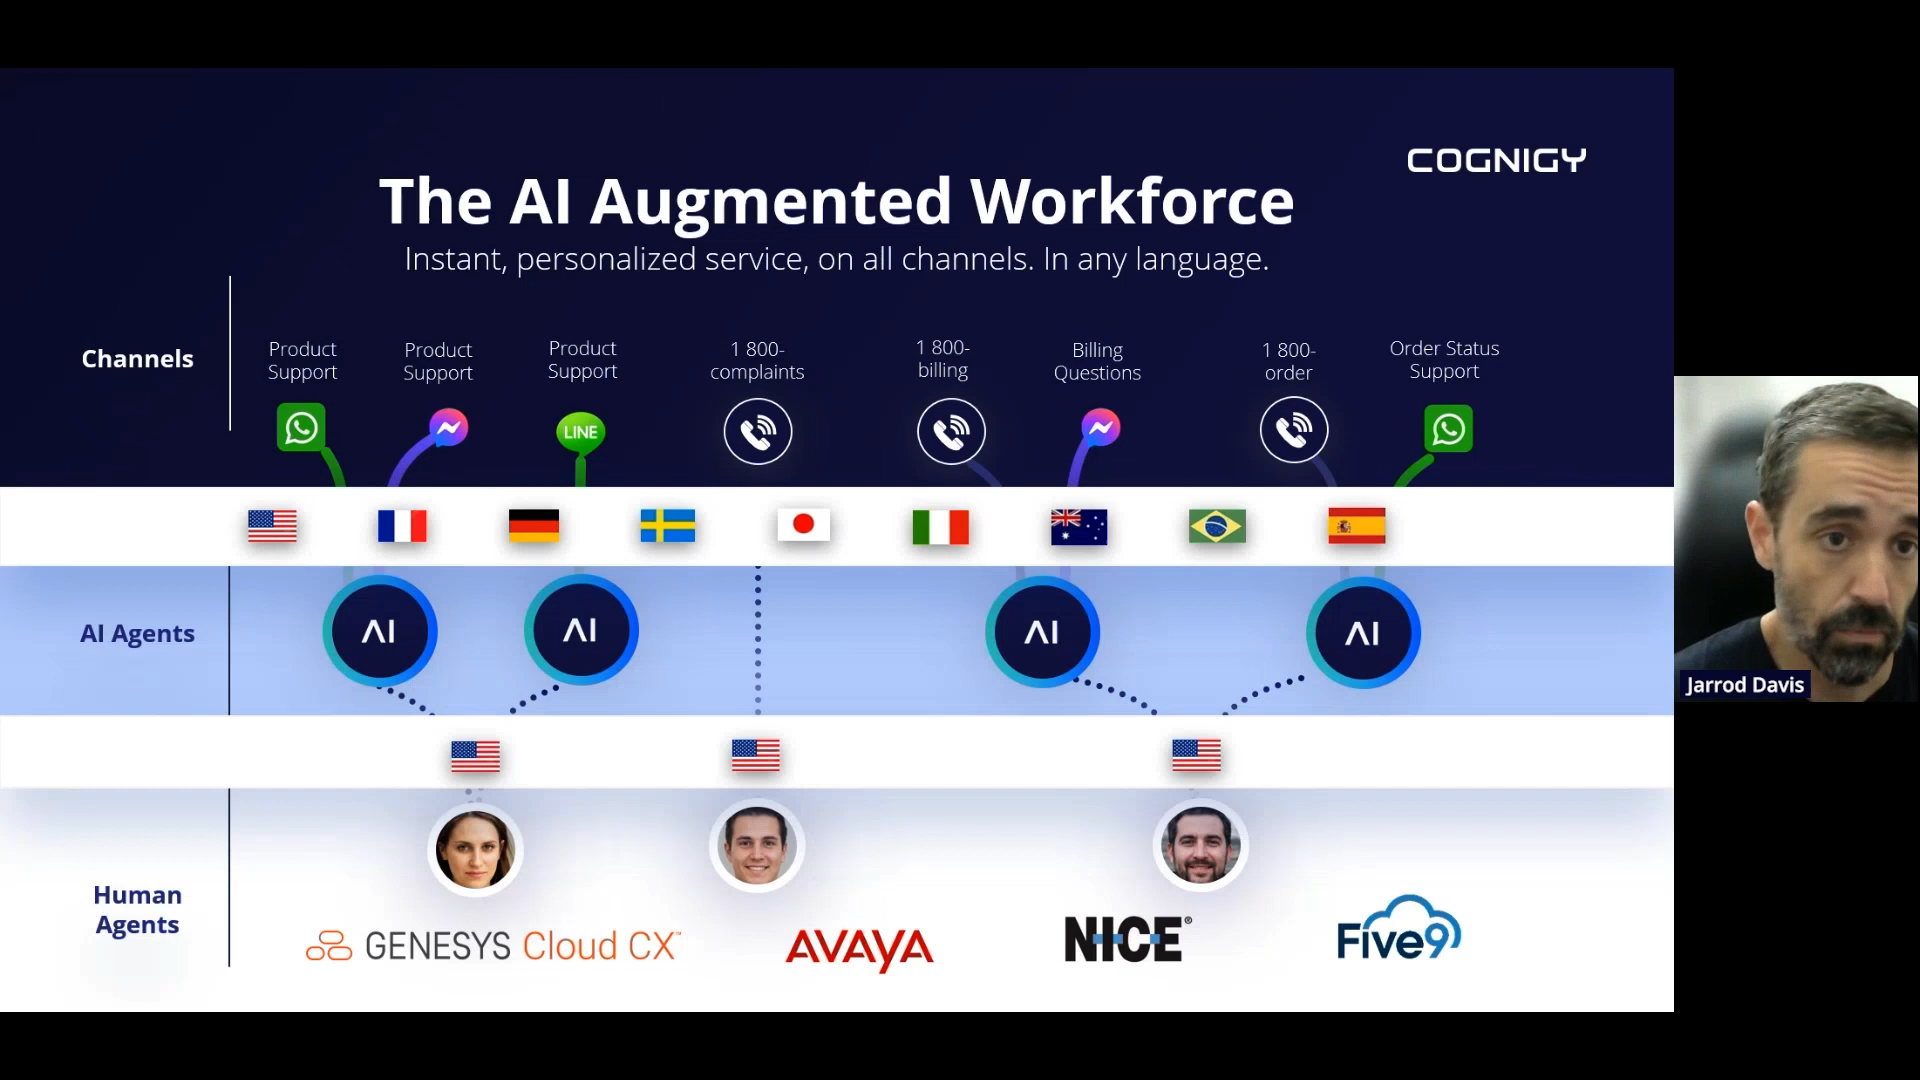 COGNIGY
The AI Augmented Workforce
Instant, personalized service, on all channels. In any language.
Channels
Product
Support
Product
Support
Product
Support
1 800-
complaints
1 800-
billing
Billing
Questions
1 800-
order
Order Status
Support
LINE
AI Agents
AI
AI
AI
AI
Jarrod Davis
Human
Agents
GENESYS Cloud CX™
AVAYA
NICE®
Five9